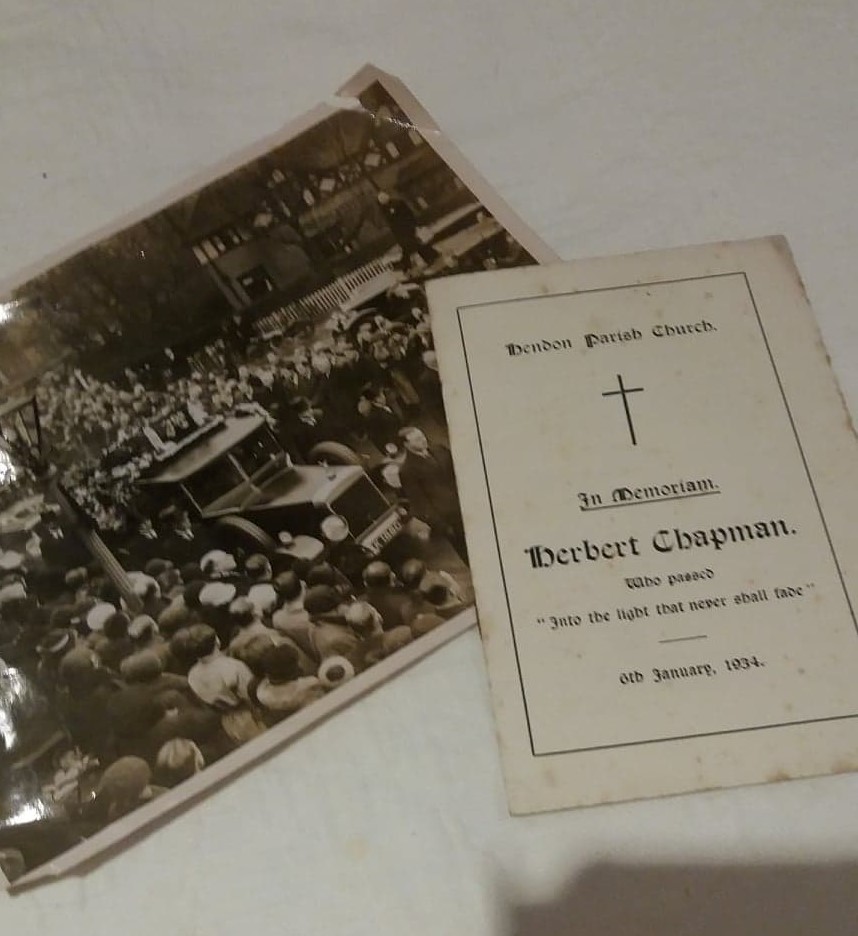 Hendon Parish Church.
In Memoriam.
Herbert Chapman.
Who passed
"Into the light that never shall fade"
6th January, 1934.